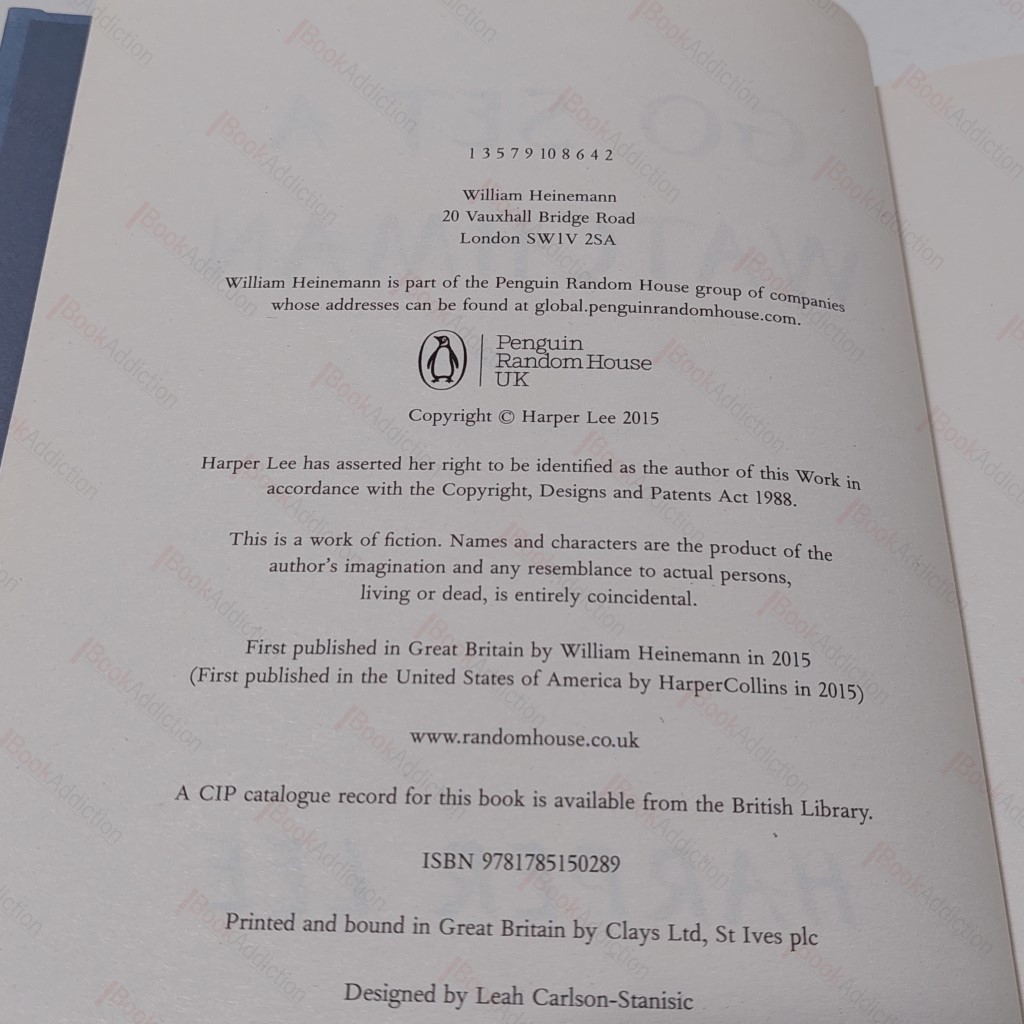 1 3 5 7 9 10 8 6 4 2
William Heinemann
20 Vauxhall Bridge Road
London SW1V 2SA
William Heinemann is part of the Penguin Random House group of companies
whose addresses can be found at global.penguinrandomhouse.com.
Penguin
Random House
UK
Copyright © Harper Lee 2015
Harper Lee has asserted her right to be identified as the author of this Work in
accordance with the Copyright, Designs and Patents Act 1988.
This is a work of fiction. Names and characters are the product of the
author's imagination and any resemblance to actual persons,
living or dead, is entirely coincidental.
First published in Great Britain by William Heinemann in 2015
(First published in the United States of America by HarperCollins in 2015)
www.randomhouse.co.uk
A CIP catalogue record for this book is available from the British Library.
ISBN 9781785150289
Printed and bound in Great Britain by Clays Ltd, St Ives plc
Designed by Leah Carlson-Stanisic
BookAddiction